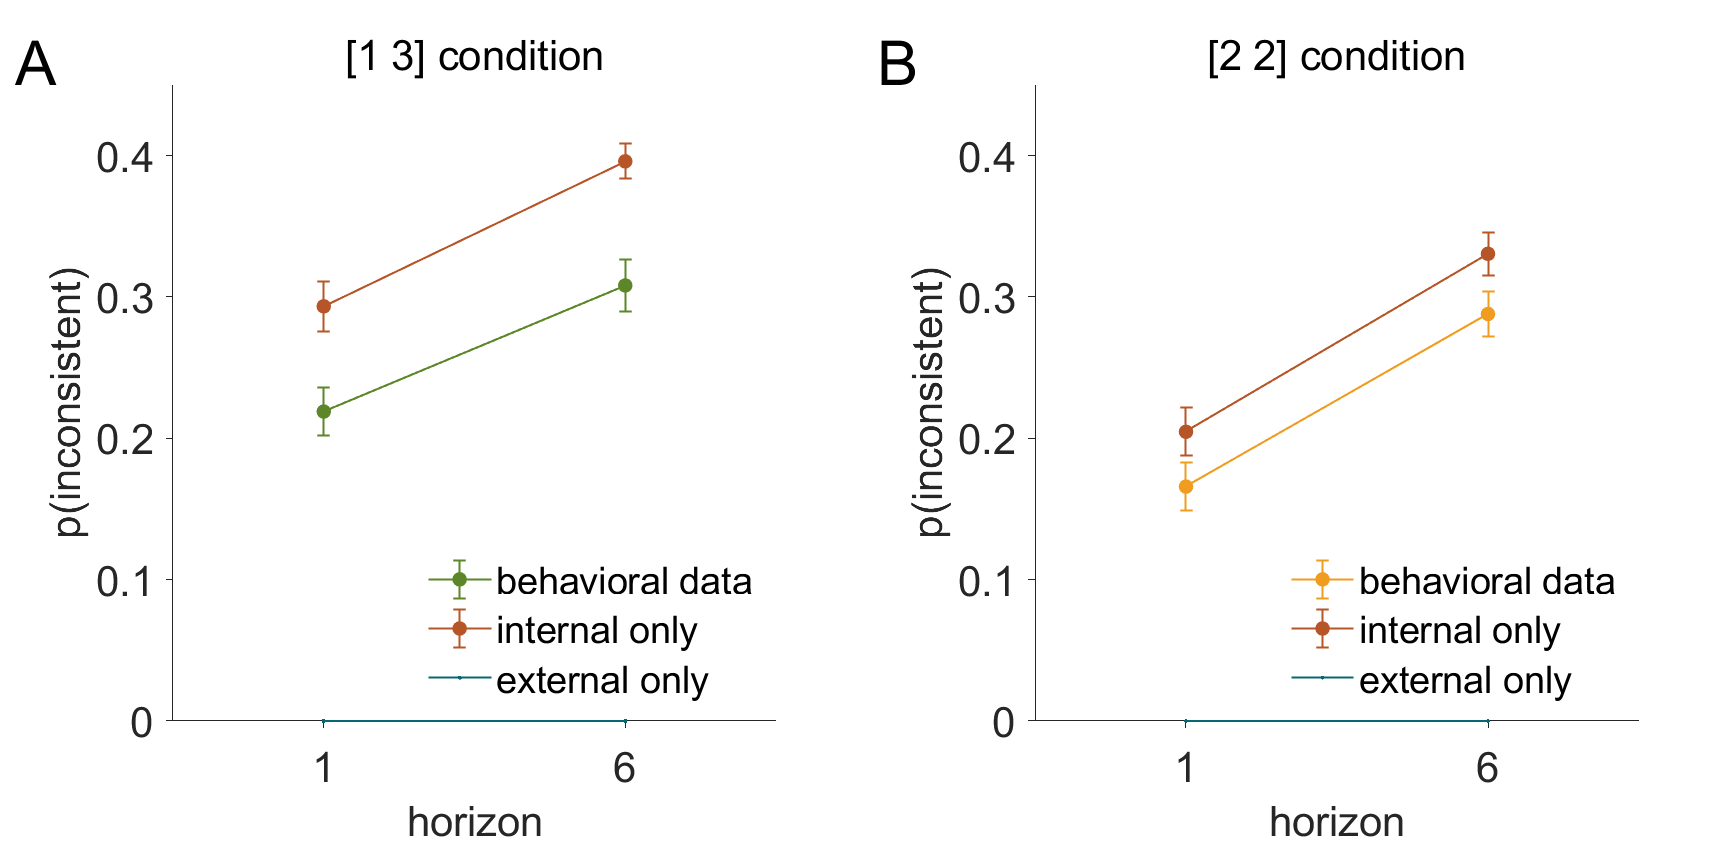 A
[1 3] condition
p(inconsistent)
0.4
0.3
0.2
0.1
0
behavioral data
internal only
external only
1
6
horizon
B
[2 2] condition
p(inconsistent)
0.4
0.3
0.2
0.1
0
behavioral data
internal only
external only
1
6
horizon